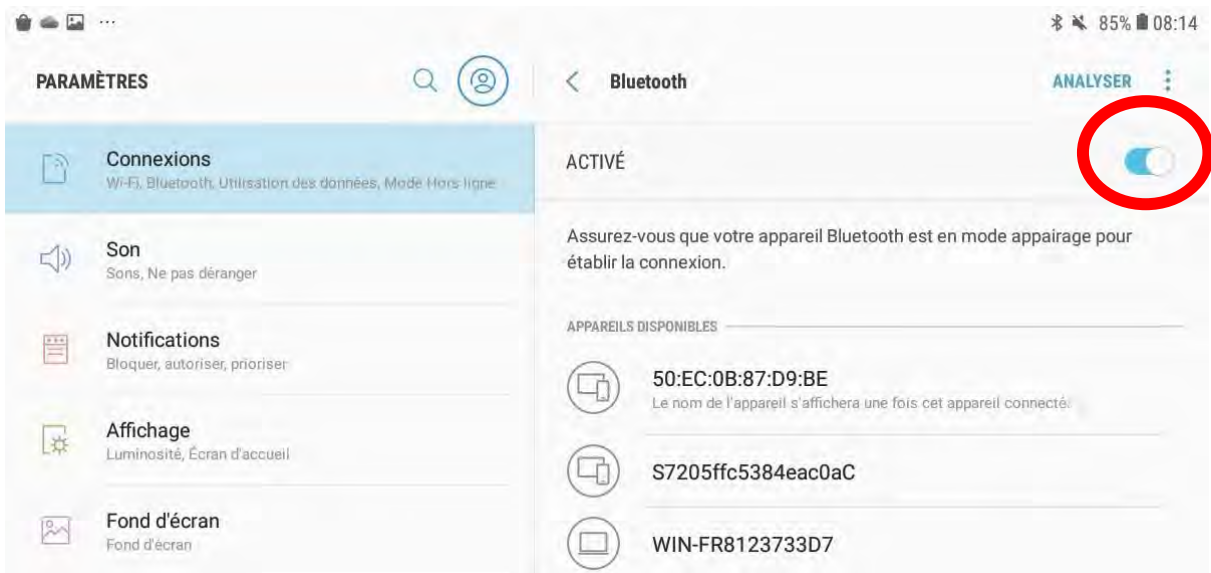 ... 85% 08:14
PARAMÈTRES
Connexions
Wi-Fi, Bluetooth, Utilisation des données, Mode Hors ligne
Son
Sons, Ne pas déranger
Notifications
Bloquer, autoriser, prioriser
Affichage
Luminosité, Écran d'accueil
Fond d'écran
Fond d'écran
Bluetooth ANALYSER
ACTIVÉ
Assurez-vous que votre appareil Bluetooth est en mode appairage pour
établir la connexion.
APPAREILS DISPONIBLES
50:EC:0B:87:D9:BE
Le nom de l'appareil s'affichera une fois cet appareil connecté.
S7205ffc5384eac0aC
WIN-FR8123733D7